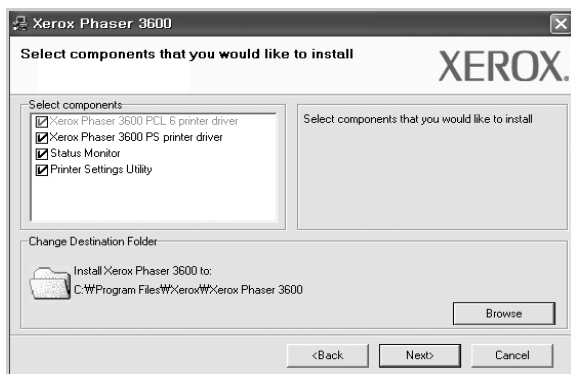 Xerox Phaser 3600
Select components that you would like to install
XEROX.
Select components
Xerox Phaser 3600 PCL 6 printer driver
Xerox Phaser 3600 PS printer driver
Status Monitor
Printer Settings Utility
Select components that you would like to install
Change Destination Folder
Install Xerox Phaser 3600 to:
C:₩Program Files₩Xerox₩Xerox Phaser 3600
Browse
<Back
Next>
Cancel